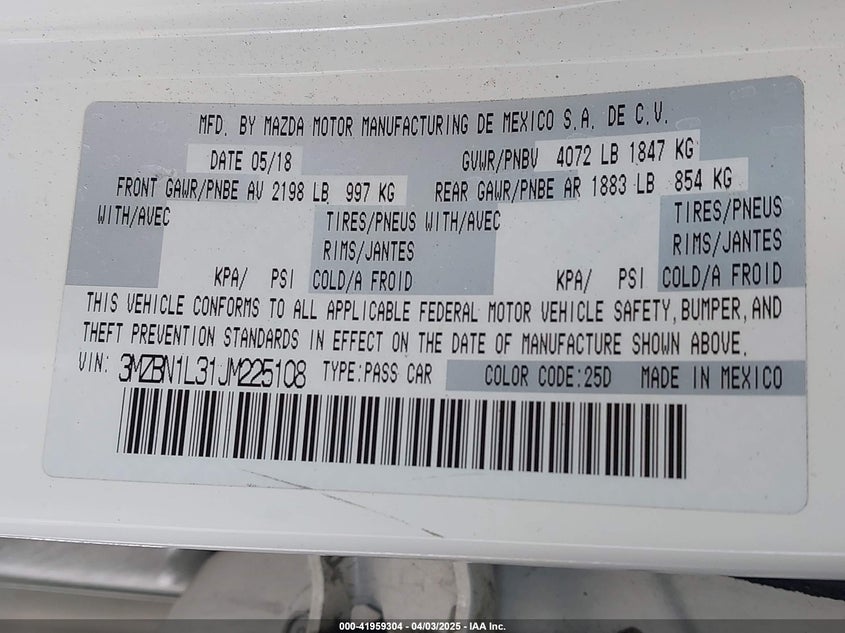 MFD. BY MAZDA MOTOR MANUFACTURING DE MEXICO S.A. DE C.V.
DATE 05/18 GVWR/PNBV 4072 LB 1847 KG
FRONT GAWR/PNBE AV 2198 LB 997 KG REAR GAWR/PNBE AR 1883 LB 854 KG
WITH/AVEC TIRES/PNEUS WITH/AVEC TIRES/PNEUS
RIMS/JANTES
KPA/ PSI COLD/A FROID KPA/ PSI COLD/A FROID
THIS VEHICLE CONFORMS TO ALL APPLICABLE FEDERAL MOTOR VEHICLE SAFETY, BUMPER, AND
THEFT PREVENTION STANDARDS IN EFFECT ON THE DATE OF MANUFACTURE SHOWN ABOVE.
VIN: 3MZBN1L31JM225108 TYPE:PASS CAR COLOR CODE:25D MADE IN MEXICO
000-41959304 - 04/03/2025 - IAA Inc.